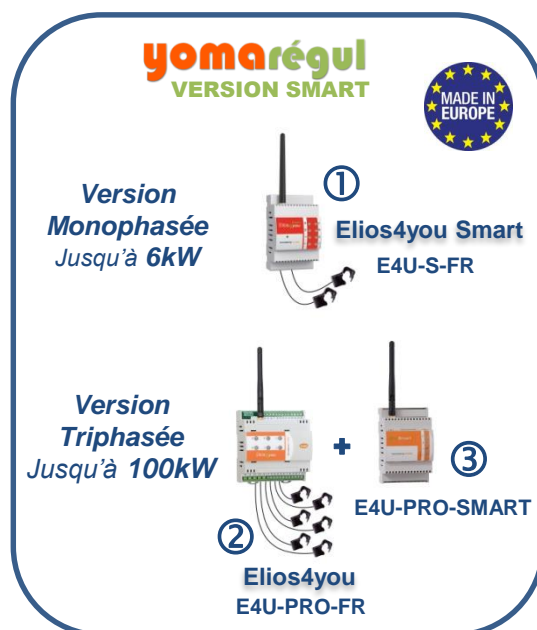 yomarégul
VERSION SMART
MADE IN
EUROPE
Version
Monophasée
Jusqu'à 6kW
①
Elios4you Smart
E4U-S-FR
Version
Triphasée
Jusqu'à 100kW
+
③
E4U-PRO-SMART
②
Elios4you
E4U-PRO-FR